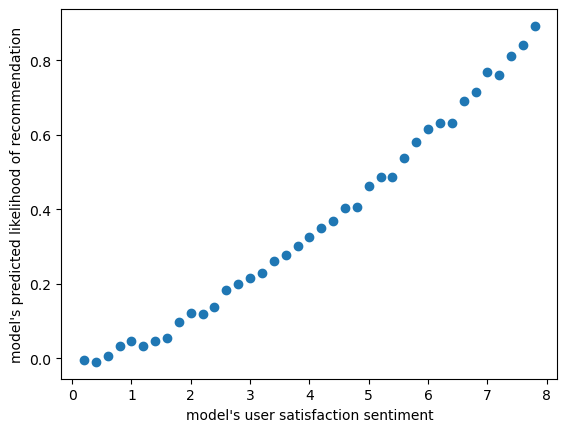 model's predicted likelihood of recommendation
0.8
0.6
0.4
0.2
0.0
0 1 2 3 4 5 6 7 8
model's user satisfaction sentiment